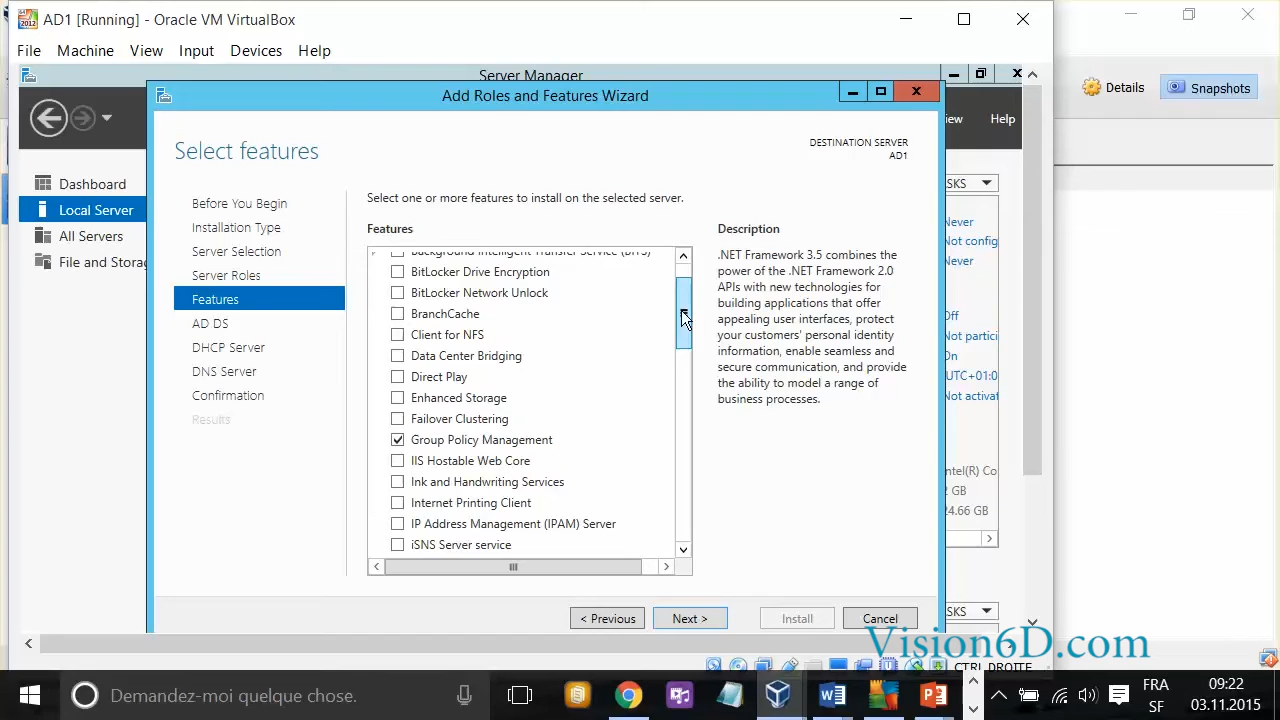 AD1 [Running] - Oracle VM VirtualBox
File Machine View Input Devices Help
Server Manager
Add Roles and Features Wizard
Details
Snapshots
iew Help
Select features
DESTINATION SERVER
AD1
Dashboard
Local Server
All Servers
File and Storag
Before You Begin
Installation Type
Server Selection
Server Roles
Features
AD DS
DHCP Server
DNS Server
Confirmation
Results
Select one or more features to install on the selected server.
Features
Background Intelligent Transfer Service (BITS)
BitLocker Drive Encryption
BitLocker Network Unlock
BranchCache
Client for NFS
Data Center Bridging
Direct Play
Enhanced Storage
Failover Clustering
Group Policy Management
IIS Hostable Web Core
Ink and Handwriting Services
Internet Printing Client
IP Address Management (IPAM) Server
iSNS Server service
Description
.NET Framework 3.5 combines the
power of the .NET Framework 2.0
APIs with new technologies for
building applications that offer
appealing user interfaces, protect
your customers' personal identity
information, enable seamless and
secure communication, and provide
the ability to model a range of
business processes.
SKS
Never
Not config
Never
Off
Not partici
On
UTC+01:0
Not activat
ntel(R) Co
2 GB
24.66 GB
SKS
< Previous
Next >
Install
Cancel
Vision6D.com
CTRL DROITE
Demandez-moi quelque chose.
FRA
SF
09:22
03.11.2015